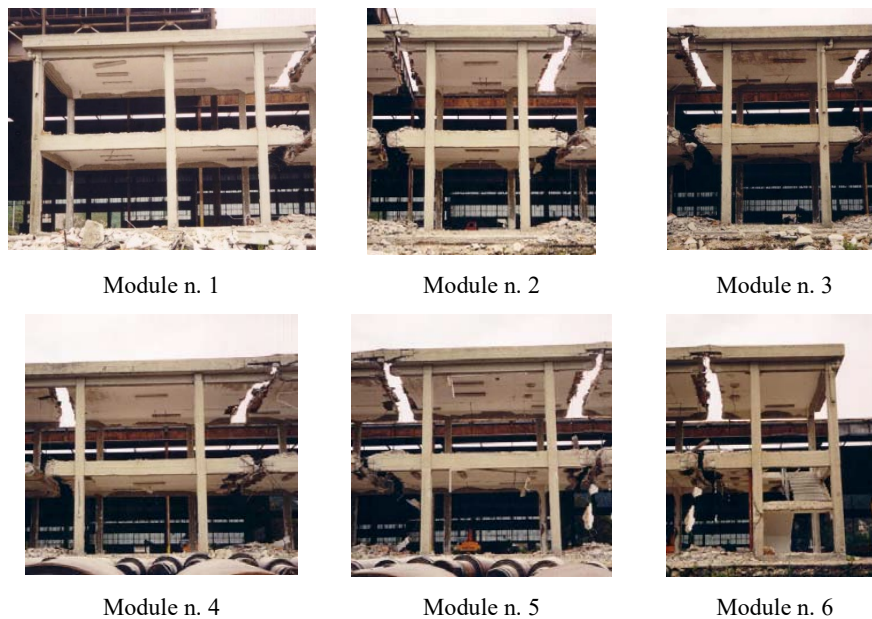 Module n. 1
Module n. 2
Module n. 3
Module n. 4
Module n. 5
Module n. 6